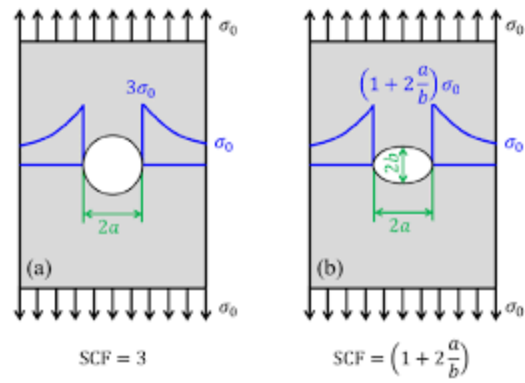 σ₀ σ₀
3σ₀ (1 + 2 a/b) σ₀
σ₀ σ₀
2b
2a 2a
(a) (b)
σ₀ σ₀
SCF = 3 SCF = (1 + 2 a/b)